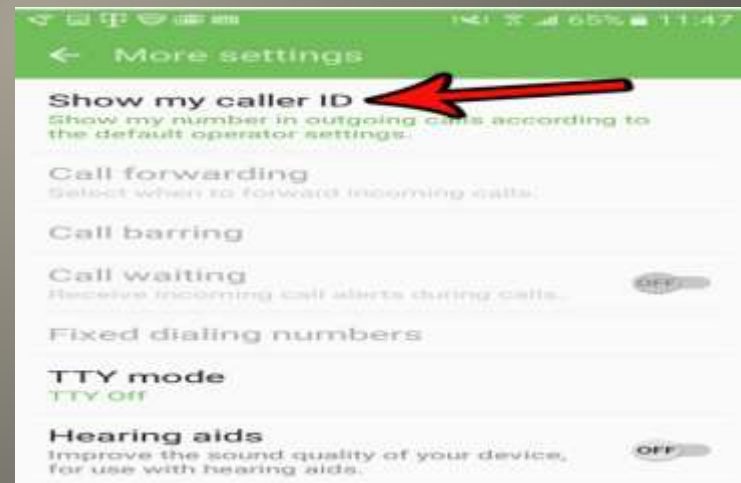 65% 11:47
← More settings
Show my caller ID
Show my number in outgoing calls according to
the default operator settings.
Call forwarding
Select when to forward incoming calls.
Call barring
Call waiting
Receive incoming call alerts during calls.
OFF
Fixed dialing numbers
TTY mode
TTY Off
Hearing aids
Improve the sound quality of your device,
for use with hearing aids.
OFF